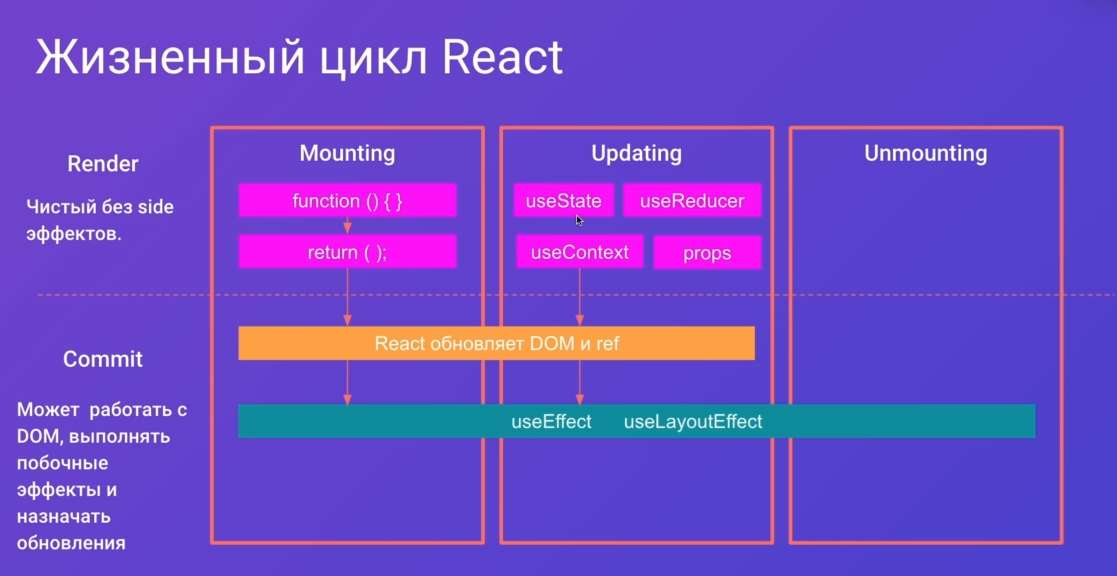 Жизненный цикл React
Render
Чистый без side
эффектов.
Mounting
function () { }
return ( );
Updating
useState
useReducer
useContext
props
Unmounting
Commit
Может работать с
DOM, выполнять
побочные
эффекты и
назначать
обновления
React обновляет DOM и ref
useEffect useLayoutEffect